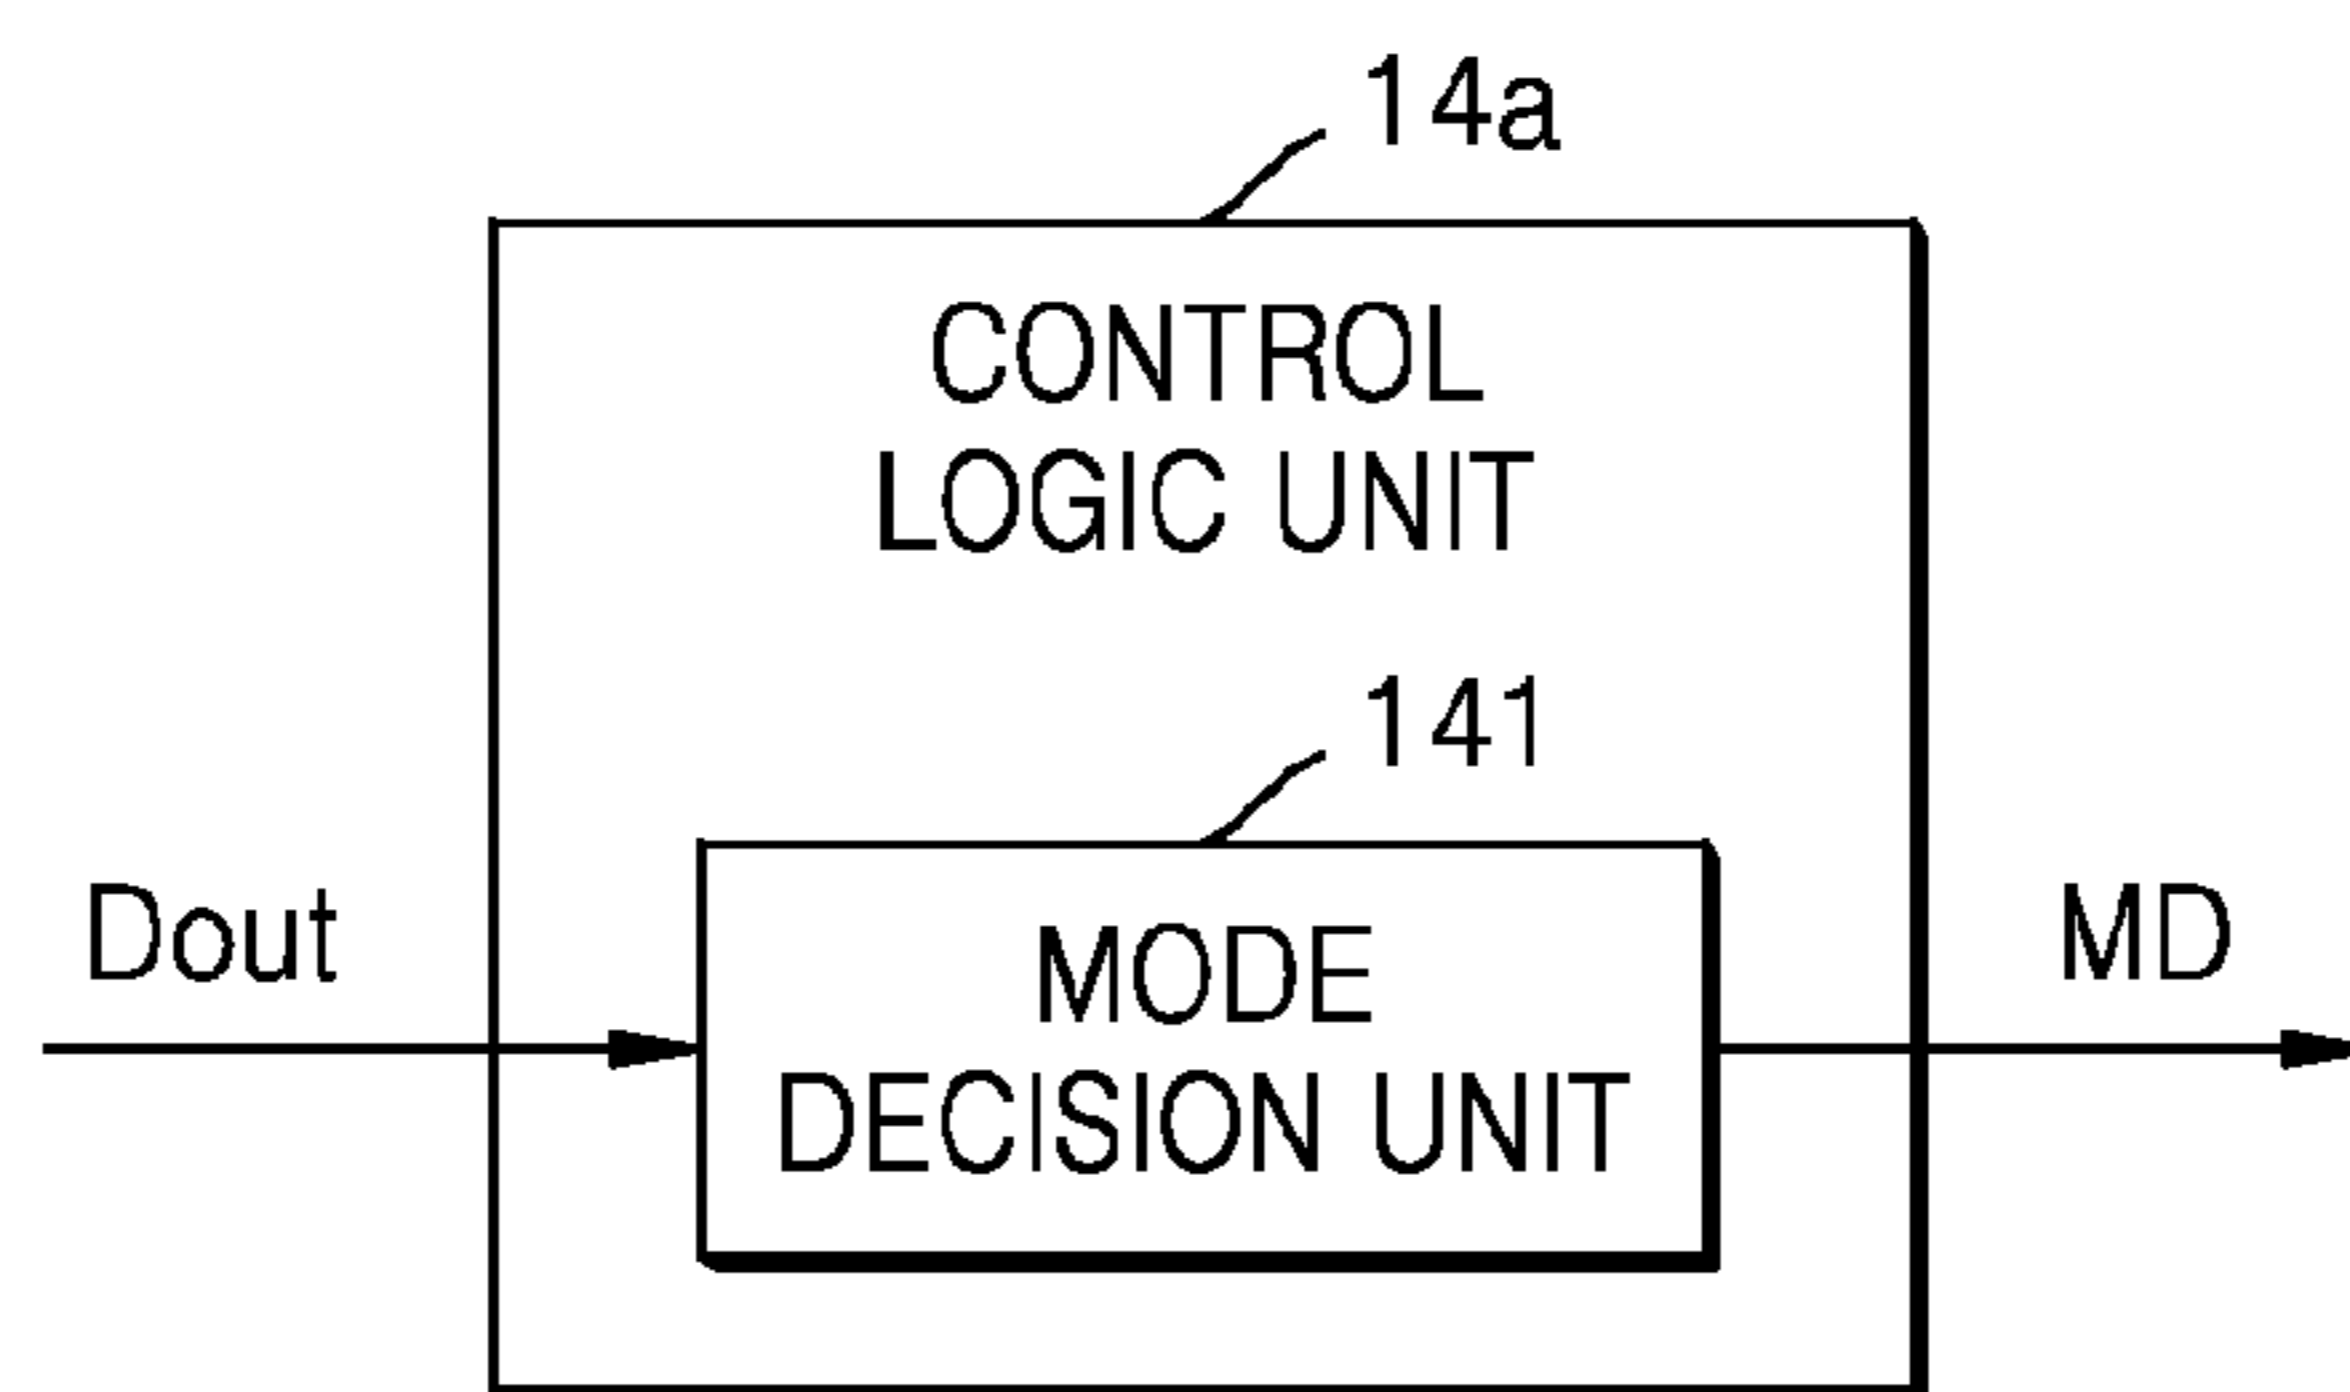 14a
CONTROL
LOGIC UNIT
141
Dout
MD
MODE
DECISION UNIT